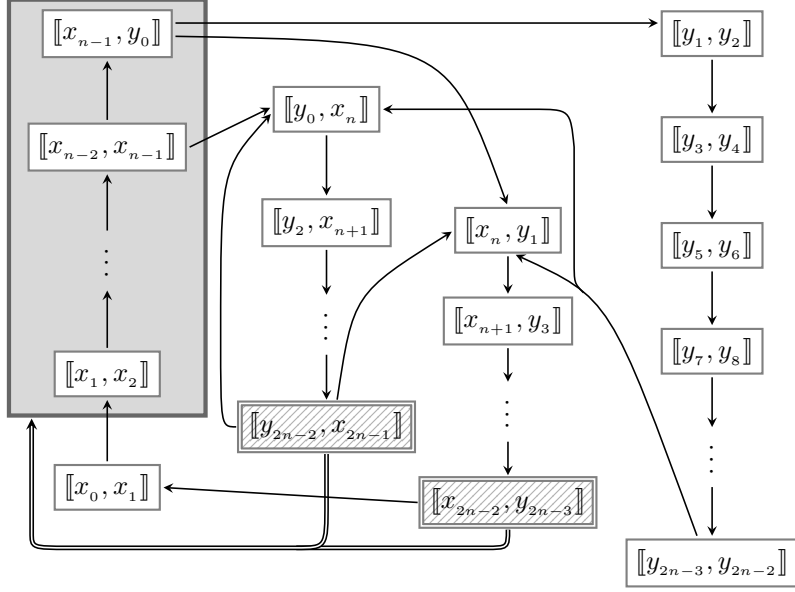 ⟦x_{n−1}, y_0⟧
⟦y_1, y_2⟧
⟦y_0, x_n⟧
⟦x_{n−2}, x_{n−1}⟧
⟦y_3, y_4⟧
⟦y_2, x_{n+1}⟧
⟦x_n, y_1⟧
⟦y_5, y_6⟧
⋮
⋮
⟦x_{n+1}, y_3⟧
⟦y_7, y_8⟧
⟦x_1, x_2⟧
⋮
⟦y_{2n−2}, x_{2n−1}⟧
⋮
⟦x_0, x_1⟧
⟦x_{2n−2}, y_{2n−3}⟧
⟦y_{2n−3}, y_{2n−2}⟧